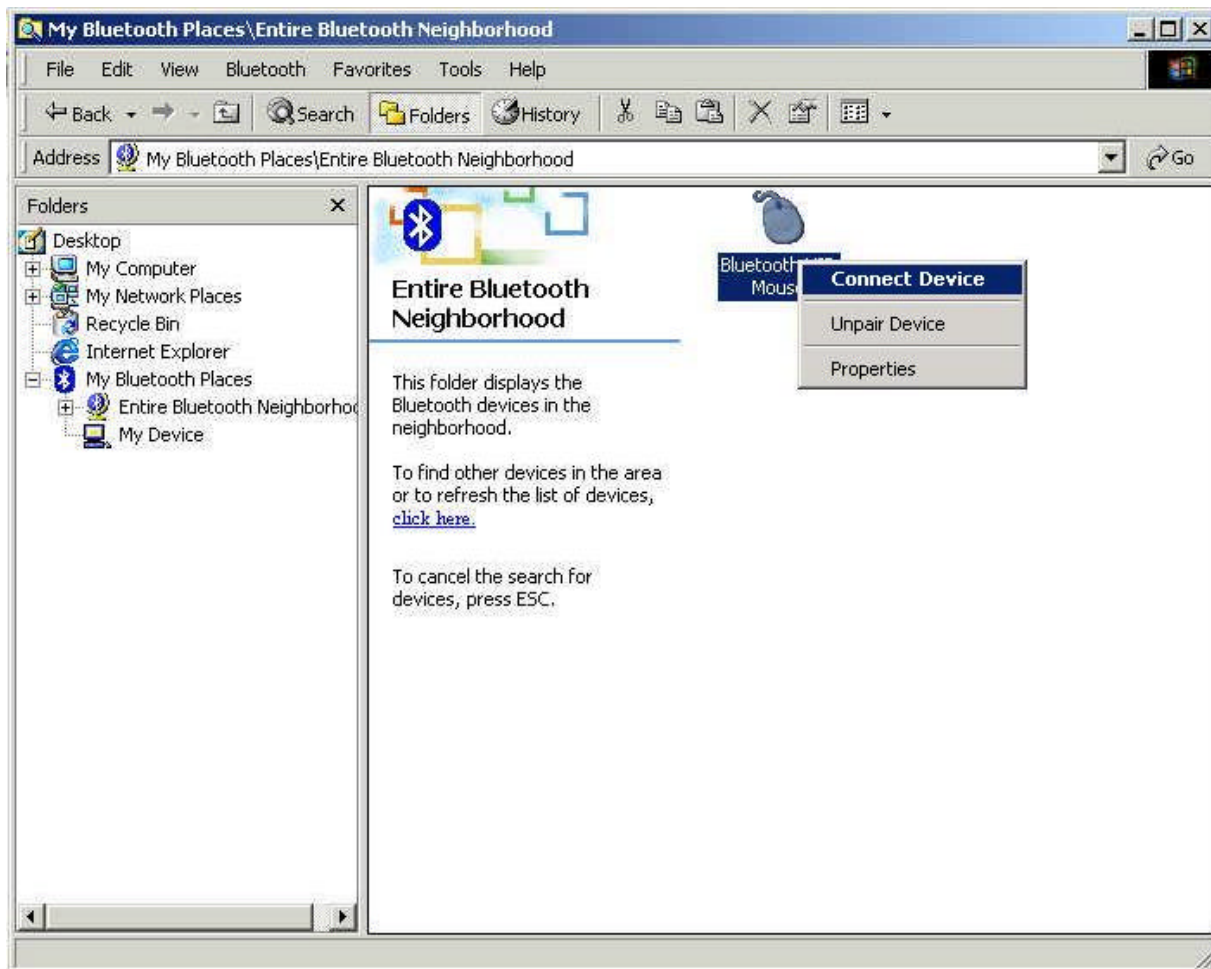 My Bluetooth Places\Entire Bluetooth Neighborhood
File Edit View Bluetooth Favorites Tools Help
Back Search Folders History
Address My Bluetooth Places\Entire Bluetooth Neighborhood Go
Folders
Desktop
My Computer
My Network Places
Recycle Bin
Internet Explorer
My Bluetooth Places
Entire Bluetooth Neighborhoo
My Device
Entire Bluetooth
Neighborhood
This folder displays the
Bluetooth devices in the
neighborhood.
To find other devices in the area
or to refresh the list of devices,
click here.
To cancel the search for
devices, press ESC.
Bluetooth
Mouse
Connect Device
Unpair Device
Properties